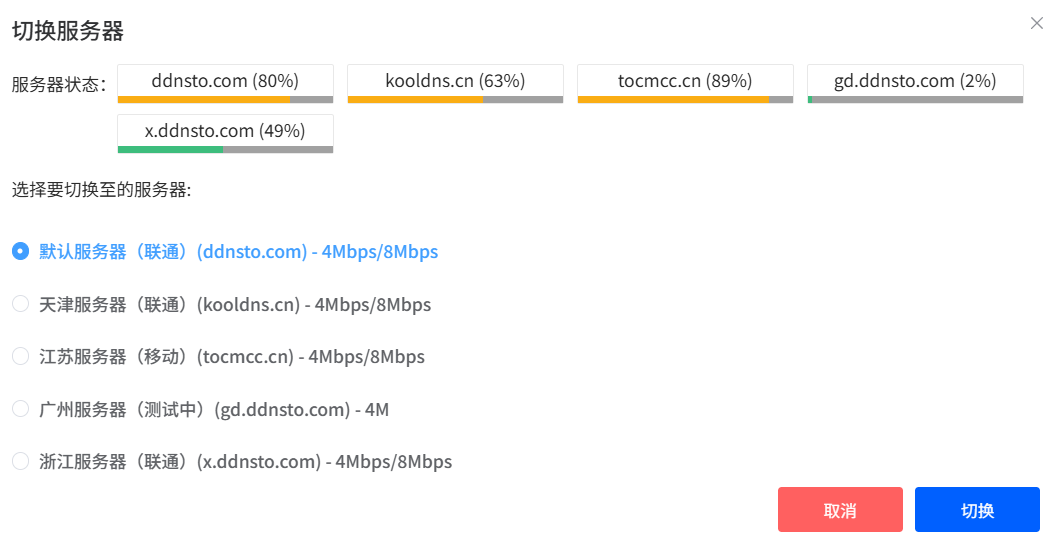 切换服务器
服务器状态： ddnsto.com (80%) kooldns.cn (63%) tocmcc.cn (89%) gd.ddnsto.com (2%)
x.ddnsto.com (49%)
选择要切换至的服务器:
默认服务器（联通）(ddnsto.com) - 4Mbps/8Mbps
天津服务器（联通）(kooldns.cn) - 4Mbps/8Mbps
江苏服务器（移动）(tocmcc.cn) - 4Mbps/8Mbps
广州服务器（测试中）(gd.ddnsto.com) - 4M
浙江服务器（联通）(x.ddnsto.com) - 4Mbps/8Mbps
取消 切换